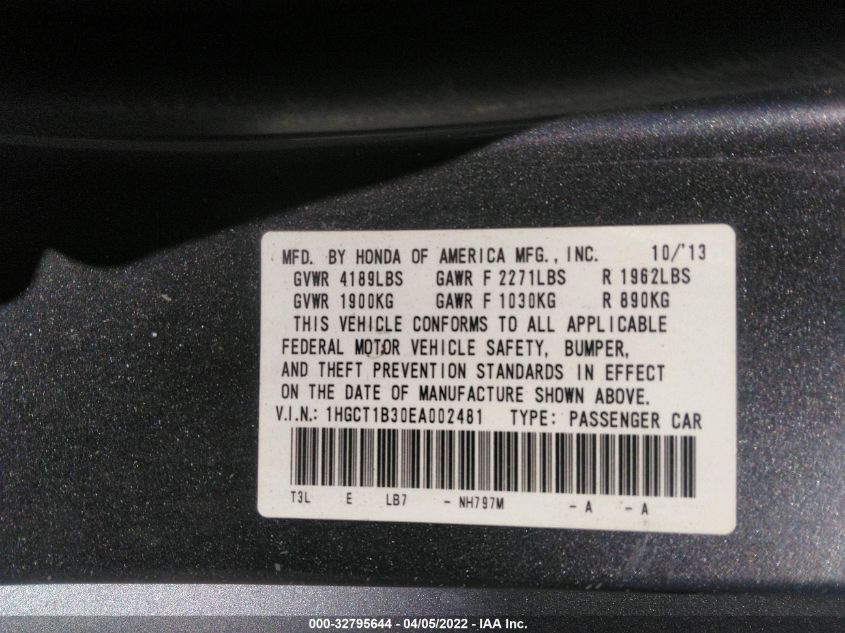 MFD. BY HONDA OF AMERICA MFG., INC. 10/'13
GVWR 4189LBS GAWR F 2271LBS R 1962LBS
GVWR 1900KG GAWR F 1030KG R 890KG
THIS VEHICLE CONFORMS TO ALL APPLICABLE
FEDERAL MOTOR VEHICLE SAFETY, BUMPER,
AND THEFT PREVENTION STANDARDS IN EFFECT
ON THE DATE OF MANUFACTURE SHOWN ABOVE.
V.I.N.: 1HGCT1B30EA002481 TYPE: PASSENGER CAR
T3L E LB7 - NH797M - A - A
000-32795644 - 04/05/2022 - IAA Inc.